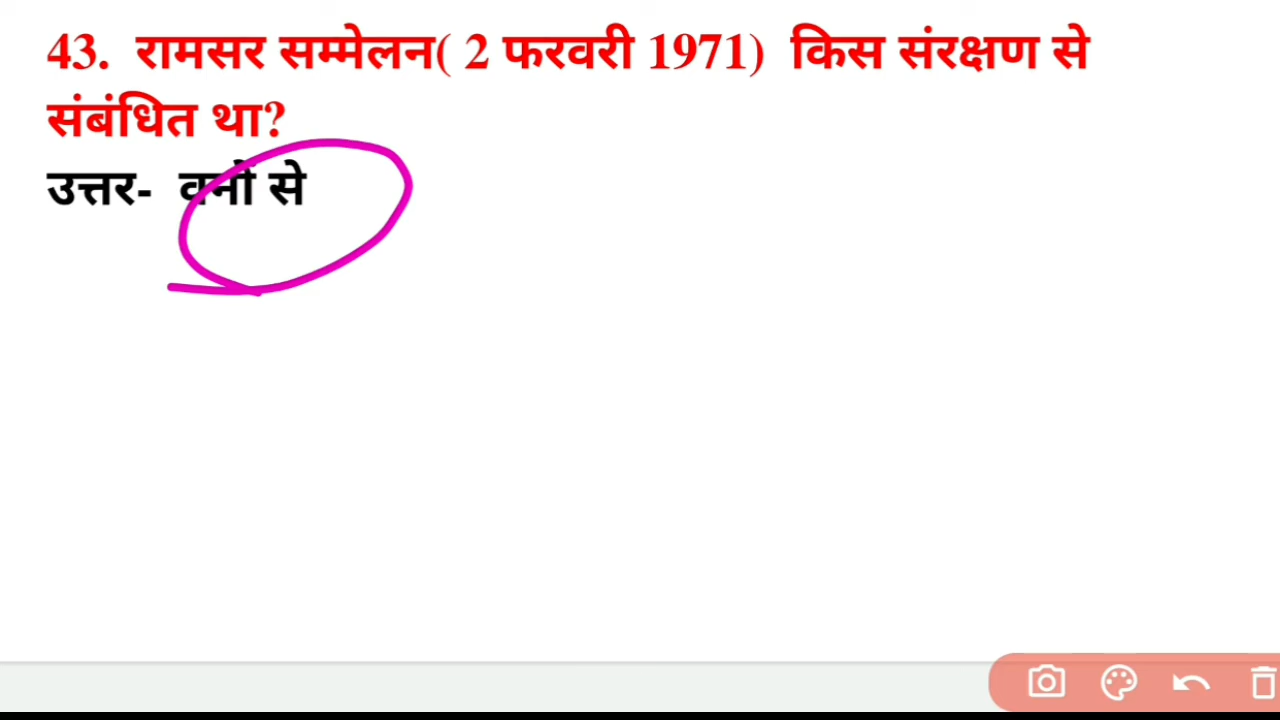 43. रामसर सम्मेलन( 2 फरवरी 1971) किस संरक्षण से
संबंधित था?
उत्तर- वनों से